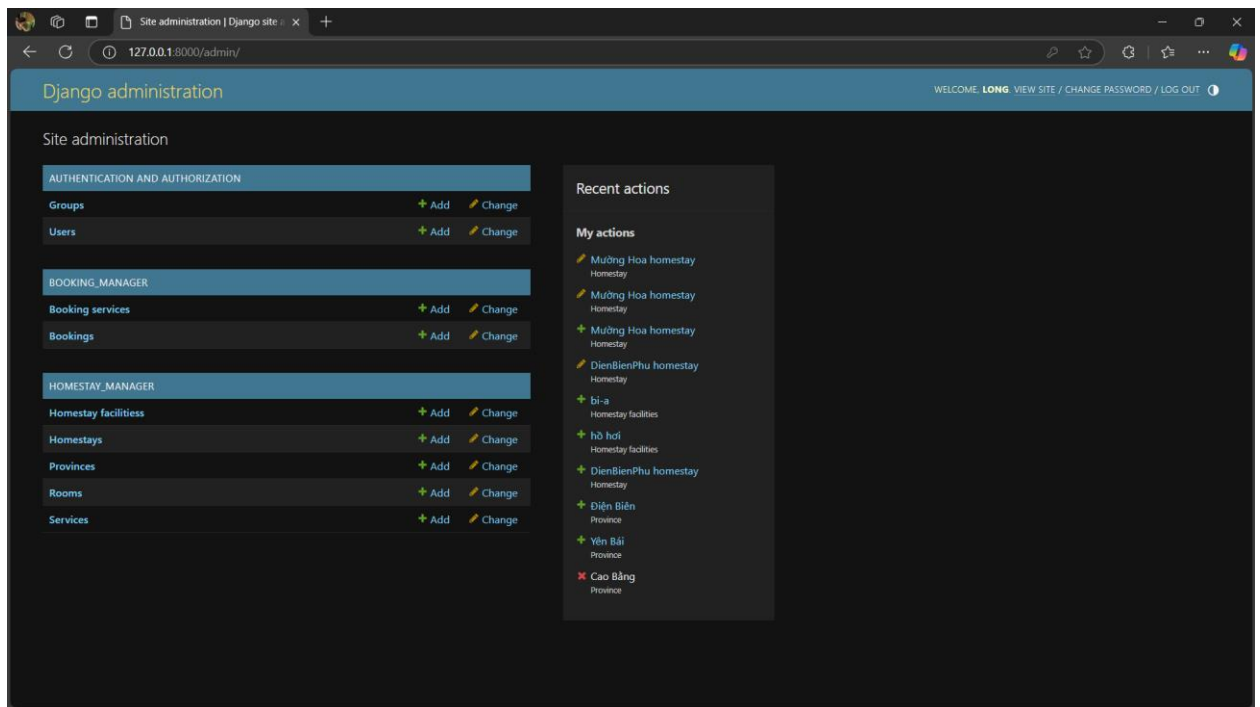 Site administration | Django site a
127.0.0.1:8000/admin/
Django administration
WELCOME, LONG. VIEW SITE / CHANGE PASSWORD / LOG OUT
Site administration
AUTHENTICATION AND AUTHORIZATION
Groups + Add Change
Users + Add Change
BOOKING_MANAGER
Booking services + Add Change
Bookings + Add Change
HOMESTAY_MANAGER
Homestay facilitiess + Add Change
Homestays + Add Change
Provinces + Add Change
Rooms + Add Change
Services + Add Change
Recent actions
My actions
Mường Hoa homestay
Homestay
Mường Hoa homestay
Homestay
+ Mường Hoa homestay
Homestay
DienBienPhu homestay
Homestay
+ bi-a
Homestay facilities
+ hồ hơi
Homestay facilities
+ DienBienPhu homestay
Homestay
+ Điện Biên
Province
+ Yên Bái
Province
Cao Bằng
Province